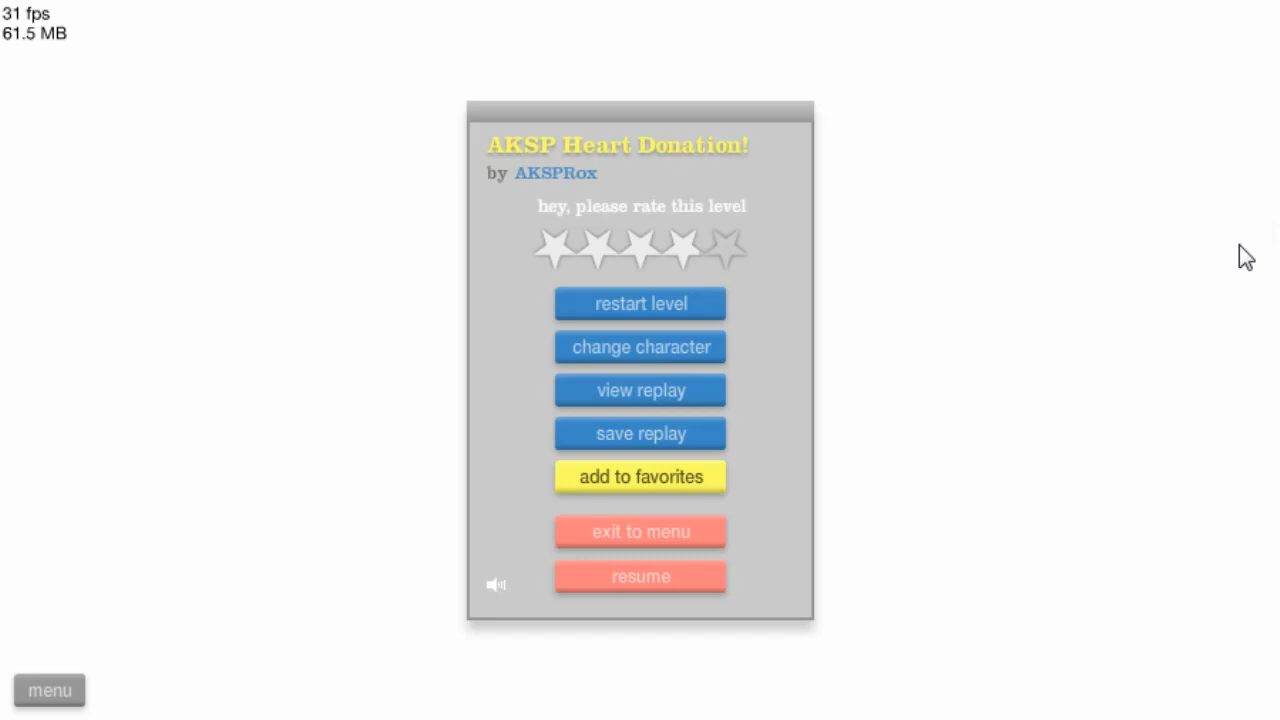 31 fps
61.5 MB
AKSP Heart Donation!
by AKSPRox
hey, please rate this level
restart level
change character
view replay
save replay
add to favorites
exit to menu
resume
menu